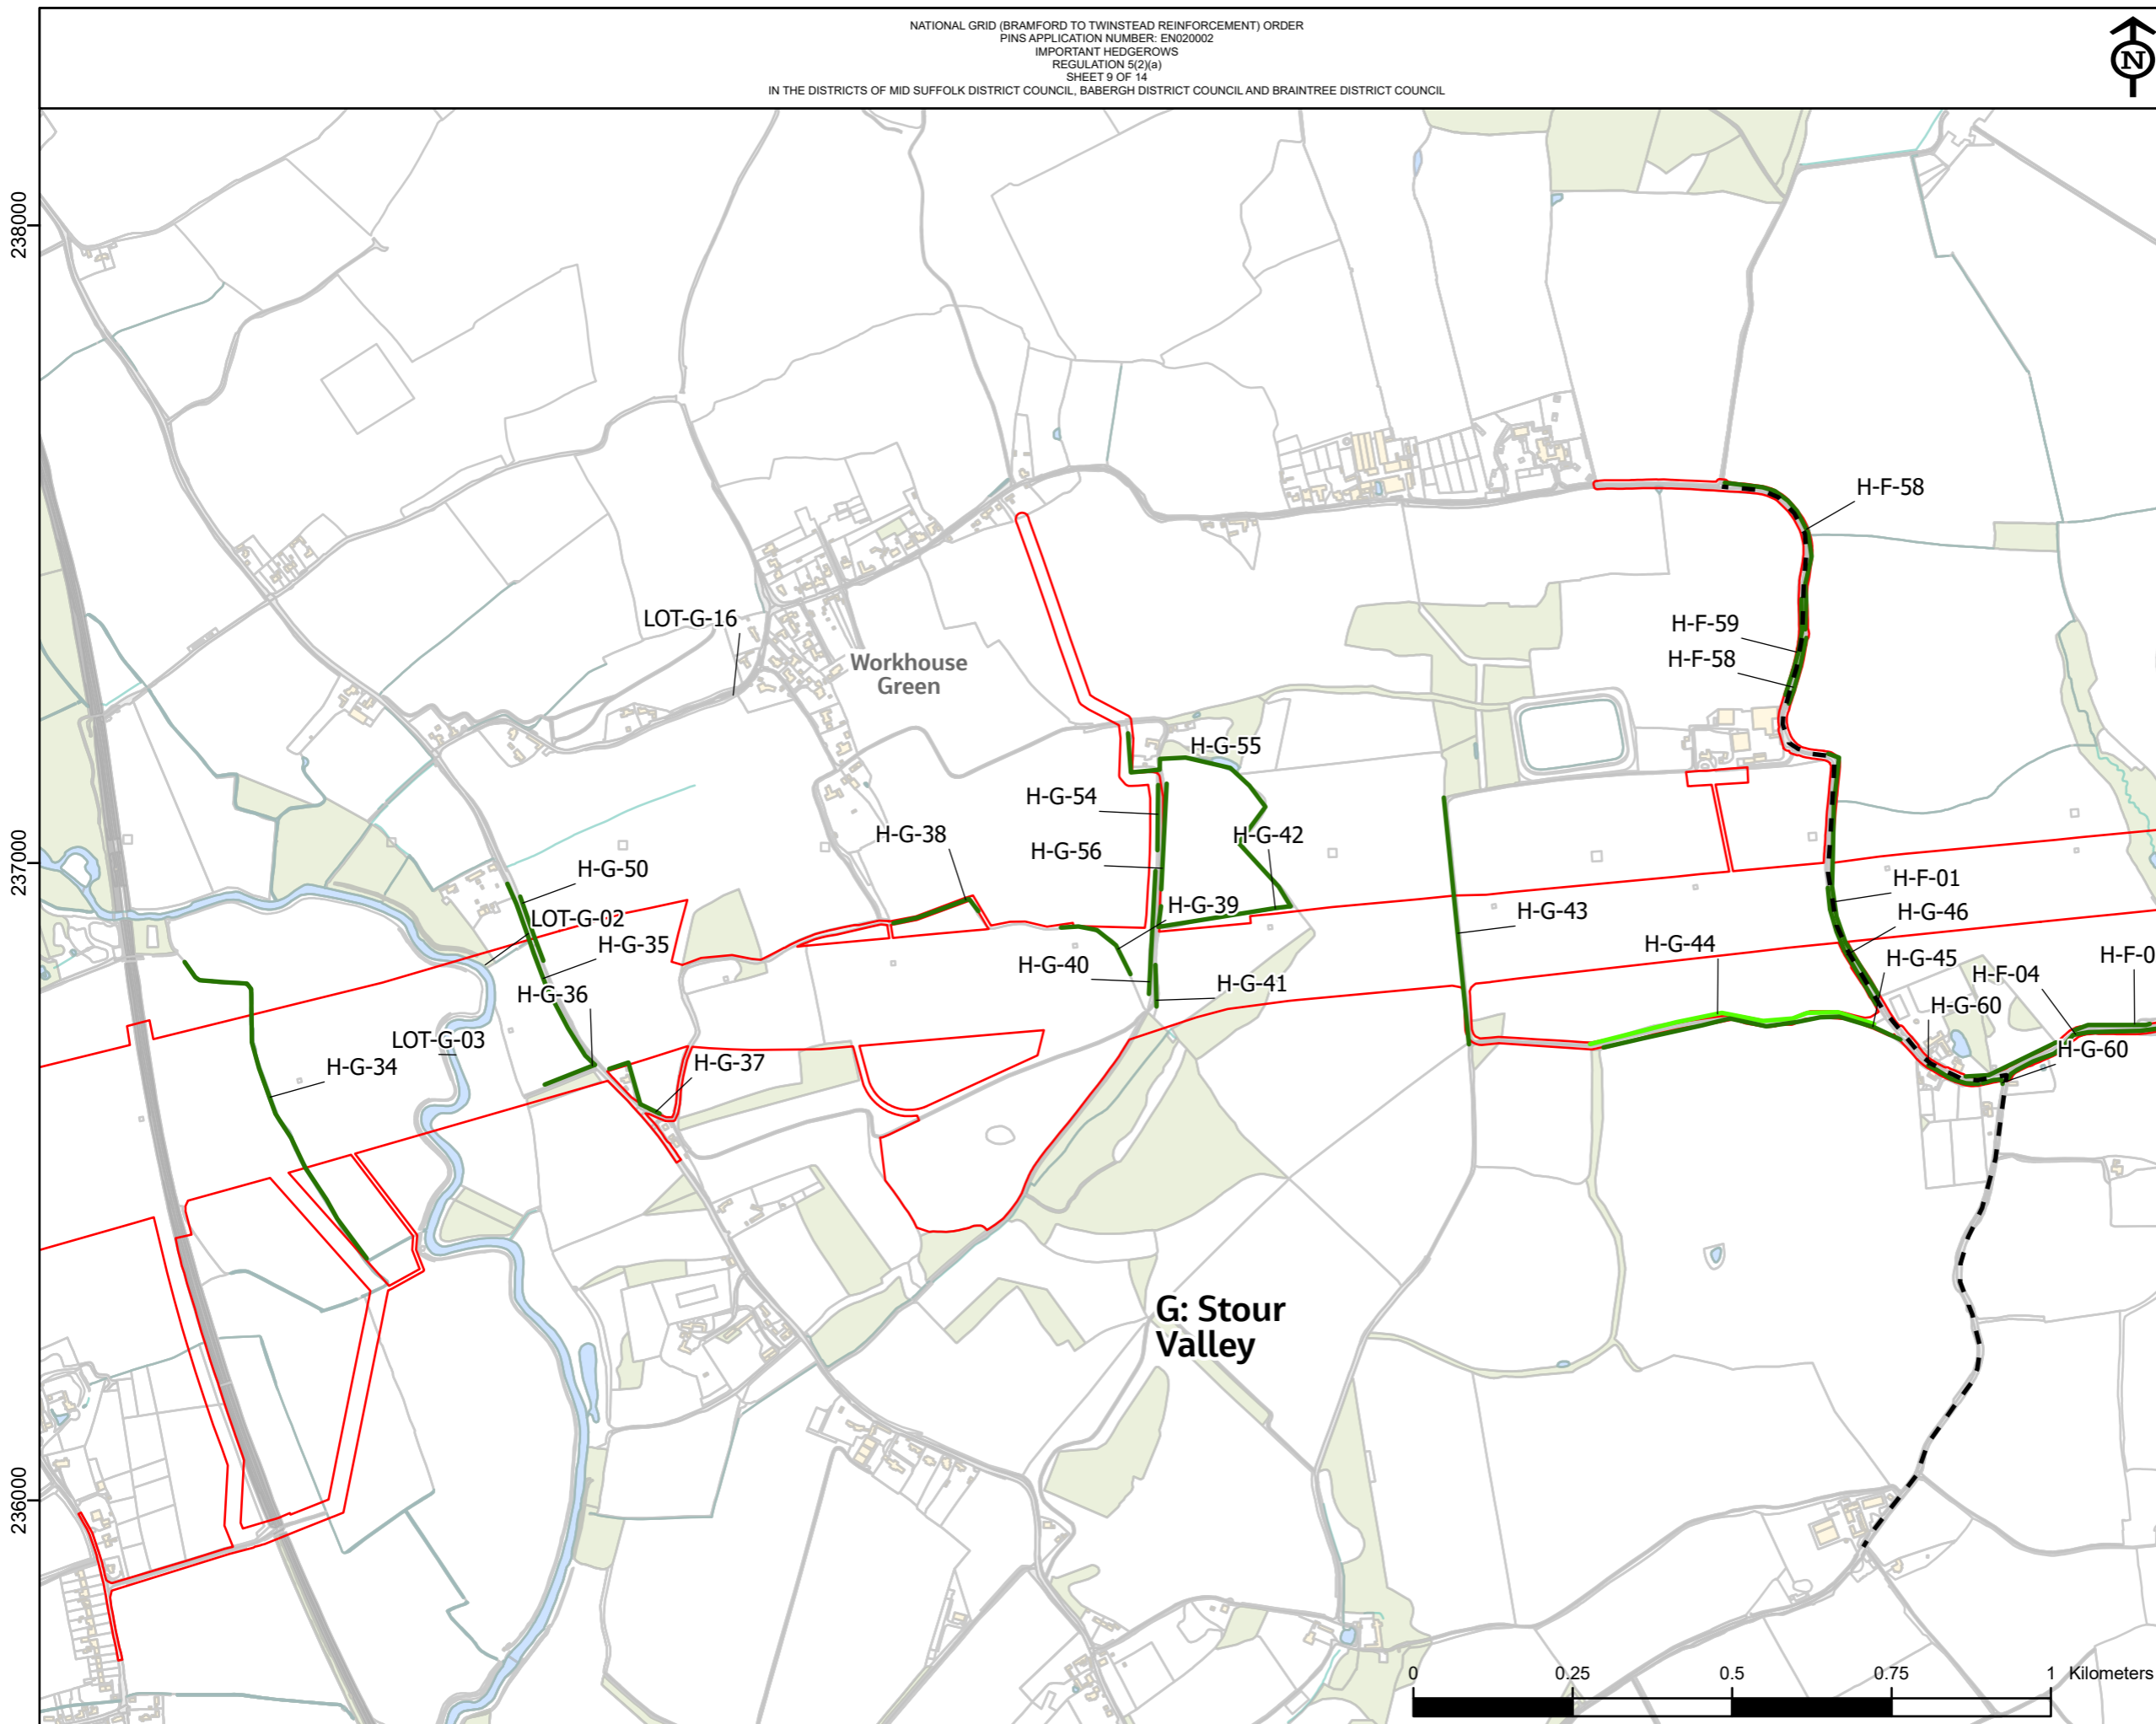 NATIONAL GRID (BRAMFORD TO TWINSTEAD REINFORCEMENT) ORDER
PINS APPLICATION NUMBER: EN020002
IMPORTANT HEDGEROWS
REGULATION 5(2)(a)
SHEET 9 OF 14
IN THE DISTRICTS OF MID SUFFOLK DISTRICT COUNCIL, BABERGH DISTRICT COUNCIL AND BRAINTREE DISTRICT COUNCIL
N
238000
H-F-58
LOT-G-16
H-F-59
H-F-58
Workhouse
Green
H-G-55
H-G-54
H-G-38
H-G-42
H-G-56
237000
H-G-50
H-F-01
H-G-39
LOT-G-02
H-G-43
H-G-46
H-G-35
H-G-44
H-G-45
H-F-0
H-G-40
H-G-41
H-F-04
H-G-36
H-G-60
LOT-G-03
H-G-34
H-G-37
H-G-60
G: Stour
Valley
236000
0 0.25 0.5 0.75 1 Kilometers